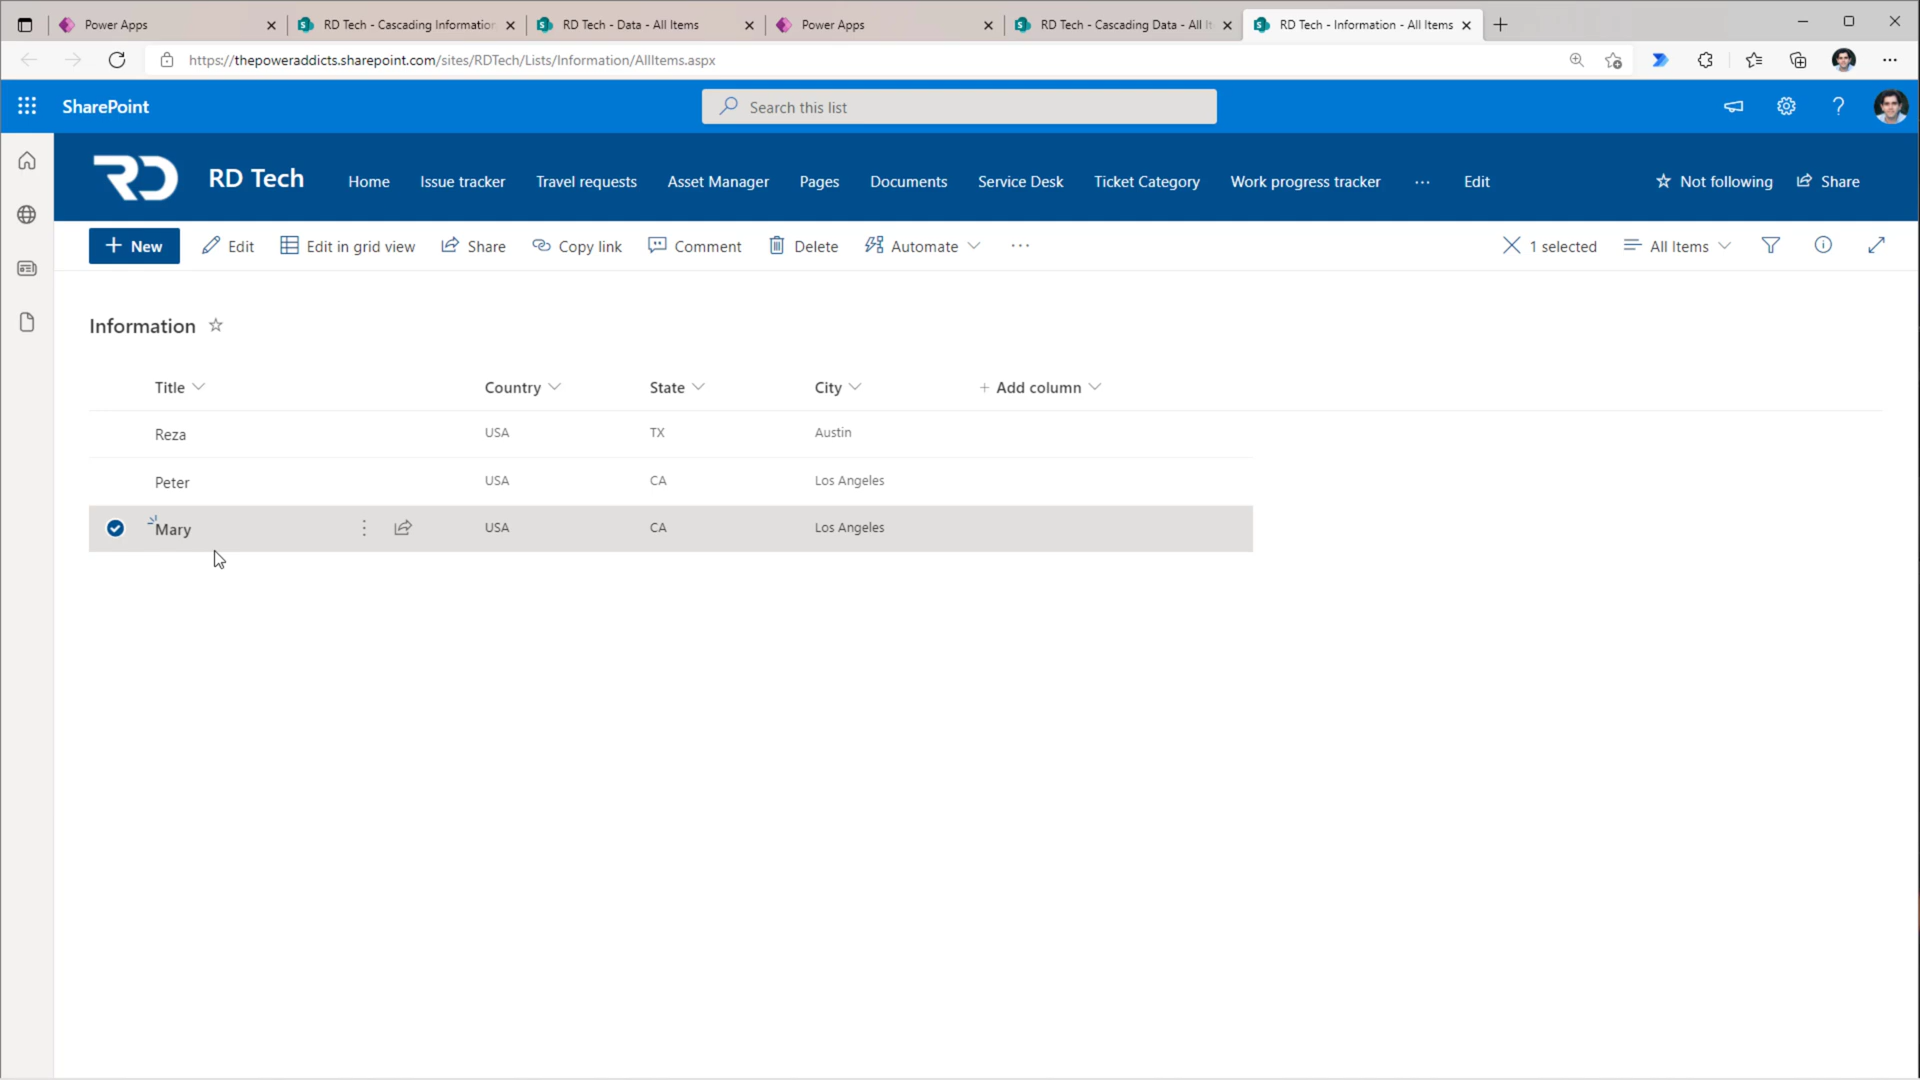 Power Apps
RD Tech - Cascading Information
RD Tech - Data - All Items
Power Apps
RD Tech - Cascading Data - All It
RD Tech - Information - All Items
https://thepoweraddicts.sharepoint.com/sites/RDTech/Lists/Information/AllItems.aspx
SharePoint
Search this list
RD
RD Tech
Home
Issue tracker
Travel requests
Asset Manager
Pages
Documents
Service Desk
Ticket Category
Work progress tracker
Edit
Not following
Share
New
Edit
Edit in grid view
Share
Copy link
Comment
Delete
Automate
1 selected
All Items
Information
Title Country State City Add column
Reza USA TX Austin
Peter USA CA Los Angeles
Mary USA CA Los Angeles